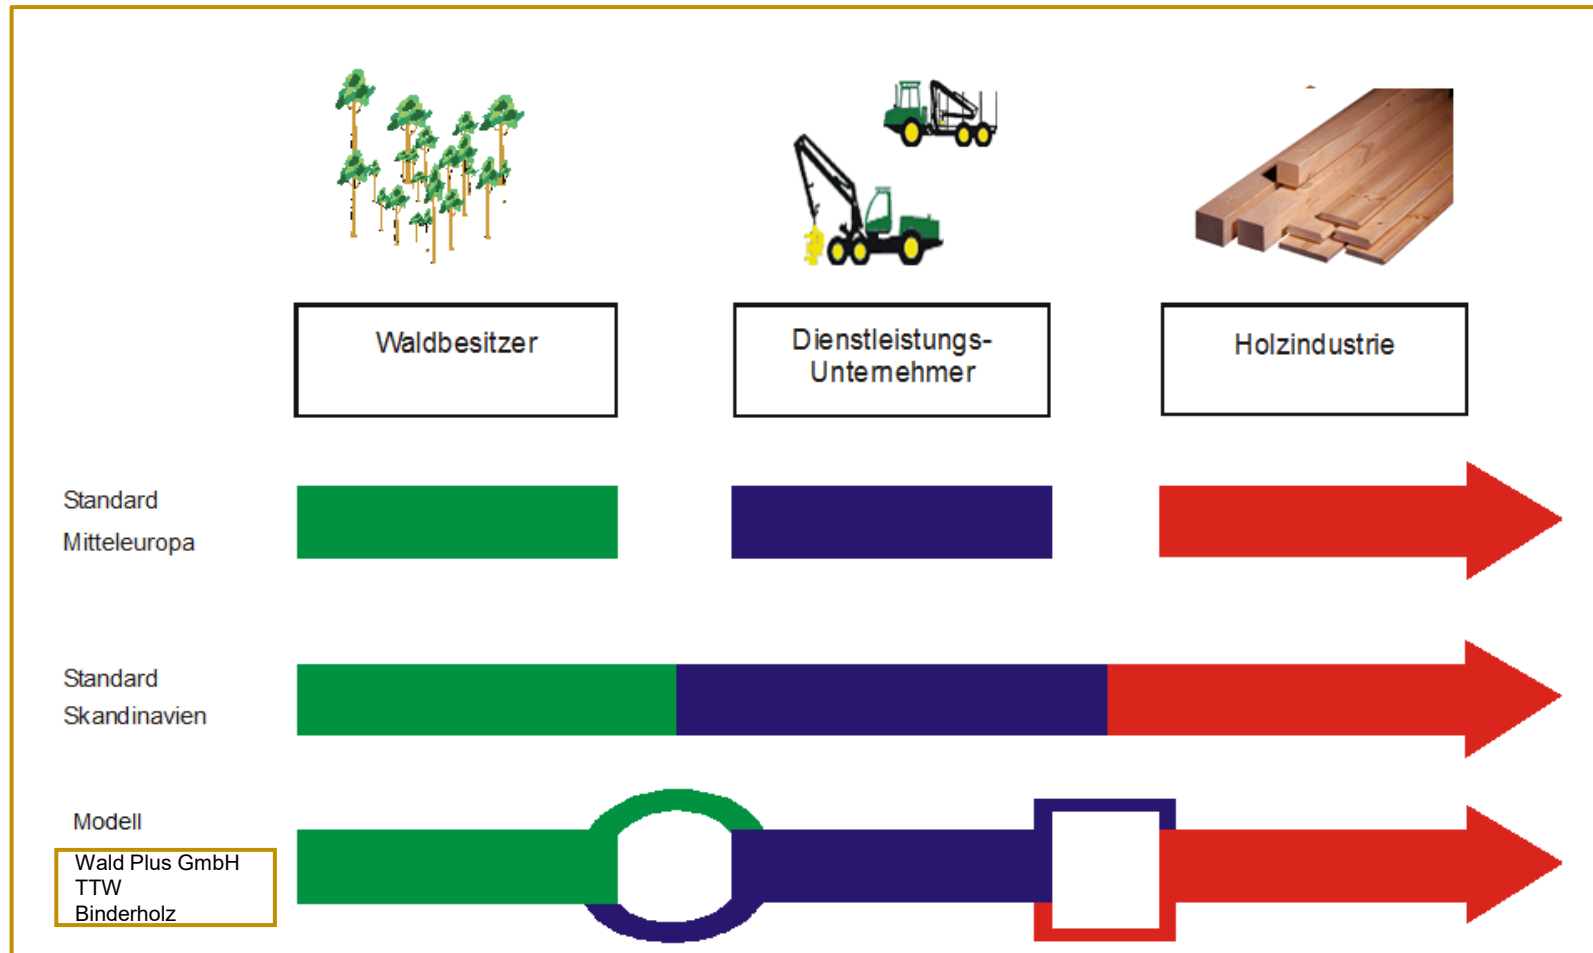 Waldbesitzer
Dienstleistungs-
Unternehmer
Holzindustrie
Standard
Mitteleuropa
Standard
Skandinavien
Modell
Wald Plus GmbH
TTW
Binderholz